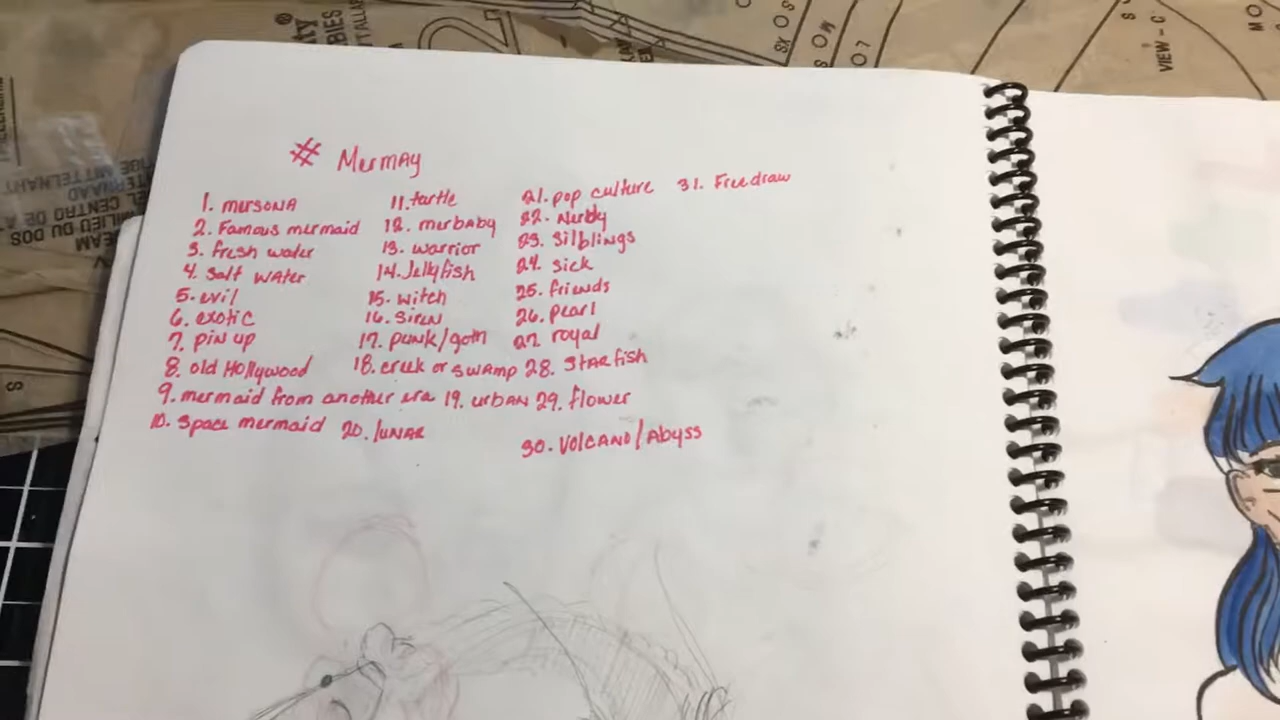 # Mermay
1. mersona
2. Famous mermaid
3. fresh water
4. Salt water
5. evil
6. exotic
7. pin up
8. old Hollywood
9. mermaid from another era
10. Space mermaid
11. turtle
12. merbaby
13. warrior
14. Jellyfish
15. witch
16. Siren
17. punk/goth
18. creek or swamp
19. urban
20. lunar
21. pop culture
22. Nerdy
23. Silblings
24. Sick
25. friends
26. pearl
27. royal
28. Starfish
29. flower
30. Volcano/Abyss
31. Freedraw
VIEW - C